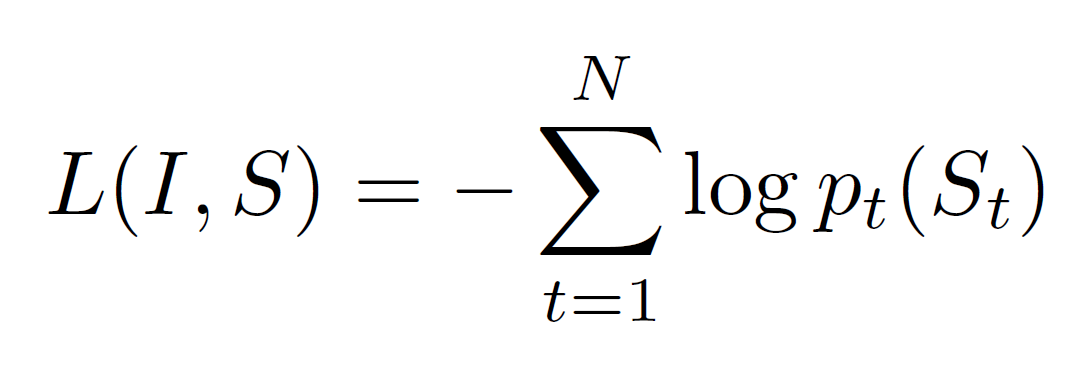 L(I, S) = − ∑_{t=1}^{N} log p_t(S_t)